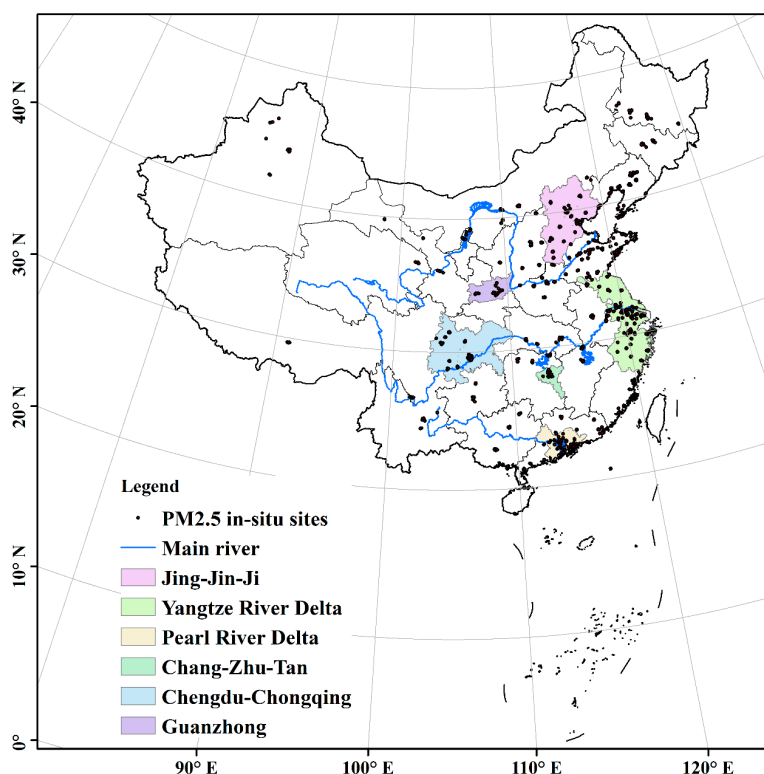 40° N
30° N
20° N
10° N
0°
Legend
PM2.5 in-situ sites
Main river
Jing-Jin-Ji
Yangtze River Delta
Pearl River Delta
Chang-Zhu-Tan
Chengdu-Chongqing
Guanzhong
90° E
100° E
110° E
120° E